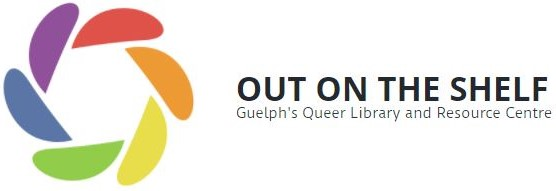 OUT ON THE SHELF
Guelph's Queer Library and Resource Centre